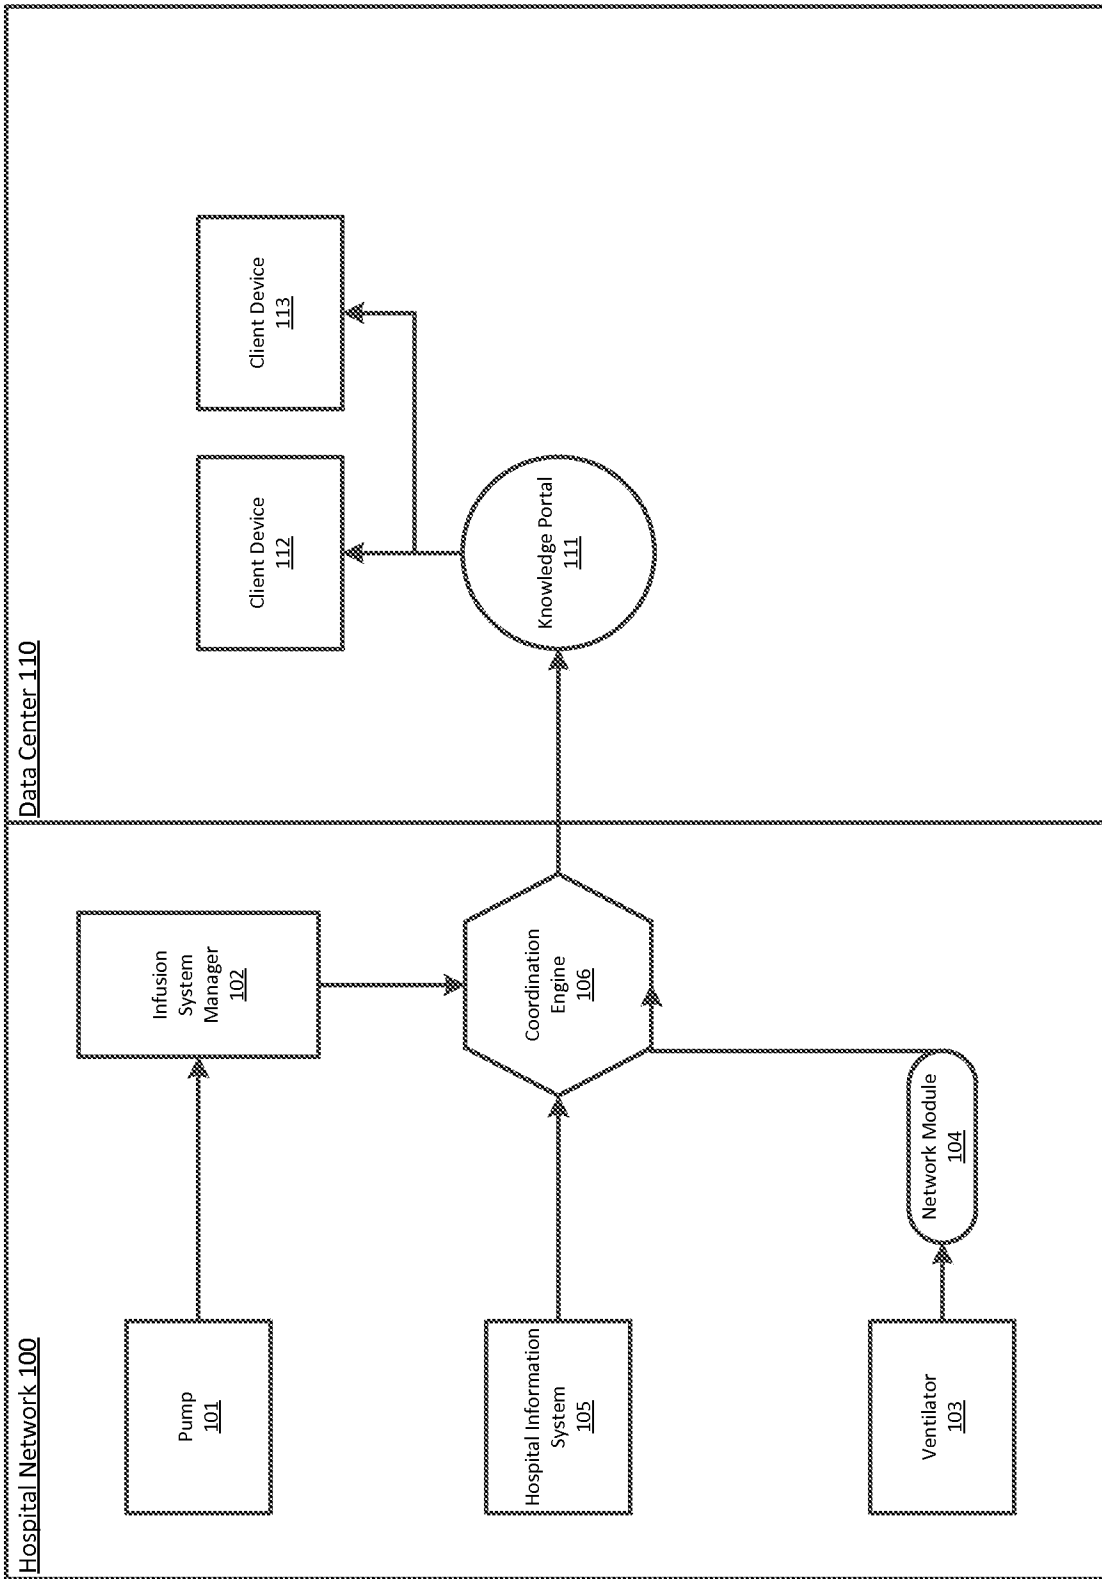 Hospital Network 100
Pump
101
Infusion
System
Manager
102
Hospital Information
System
105
Coordination
Engine
106
Ventilator
103
Network Module
104
Data Center 110
Client Device
112
Client Device
113
Knowledge Portal
111